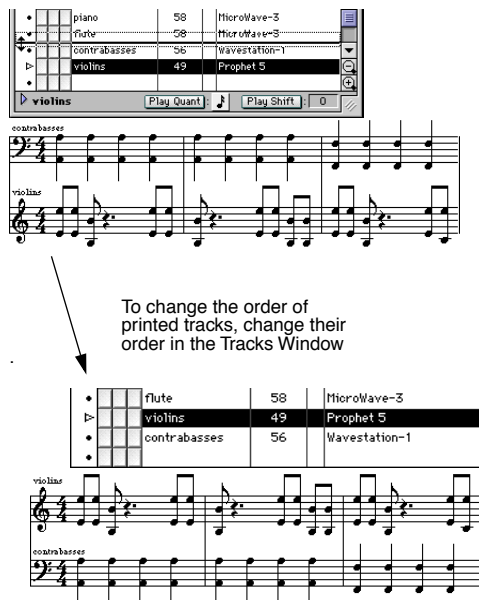 piano 58 MicroWave-3
flute 58 MicroWave-3
contrabasses 56 Wavestation-1
violins 49 Prophet 5
violins Play Quant. : Play Shift : 0
contrabasses
violins
To change the order of
printed tracks, change their
order in the Tracks Window
flute 58 MicroWave-3
violins 49 Prophet 5
contrabasses 56 Wavestation-1
violins
contrabasses